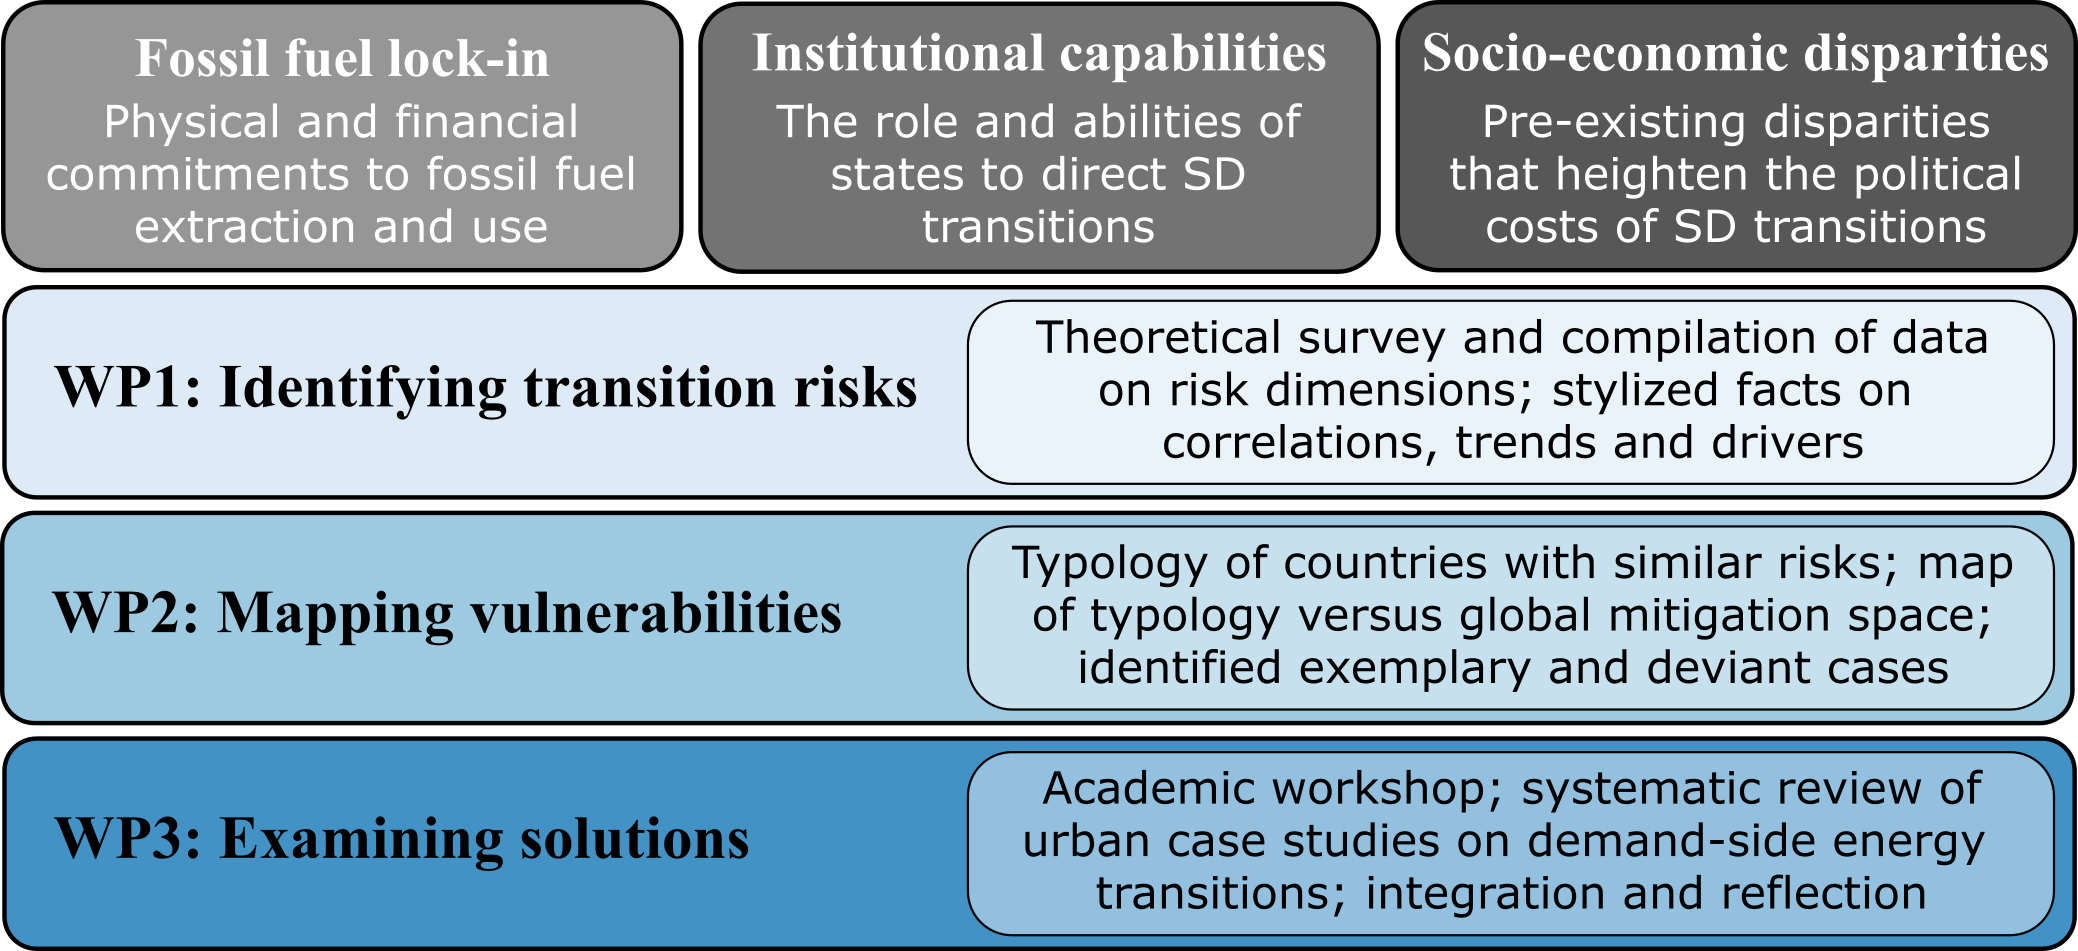 Fossil fuel lock-in
Physical and financial
commitments to fossil fuel
extraction and use
Institutional capabilities
The role and abilities of
states to direct SD
transitions
Socio-economic disparities
Pre-existing disparities
that heighten the political
costs of SD transitions
WP1: Identifying transition risks
Theoretical survey and compilation of data
on risk dimensions; stylized facts on
correlations, trends and drivers
WP2: Mapping vulnerabilities
Typology of countries with similar risks; map
of typology versus global mitigation space;
identified exemplary and deviant cases
WP3: Examining solutions
Academic workshop; systematic review of
urban case studies on demand-side energy
transitions; integration and reflection